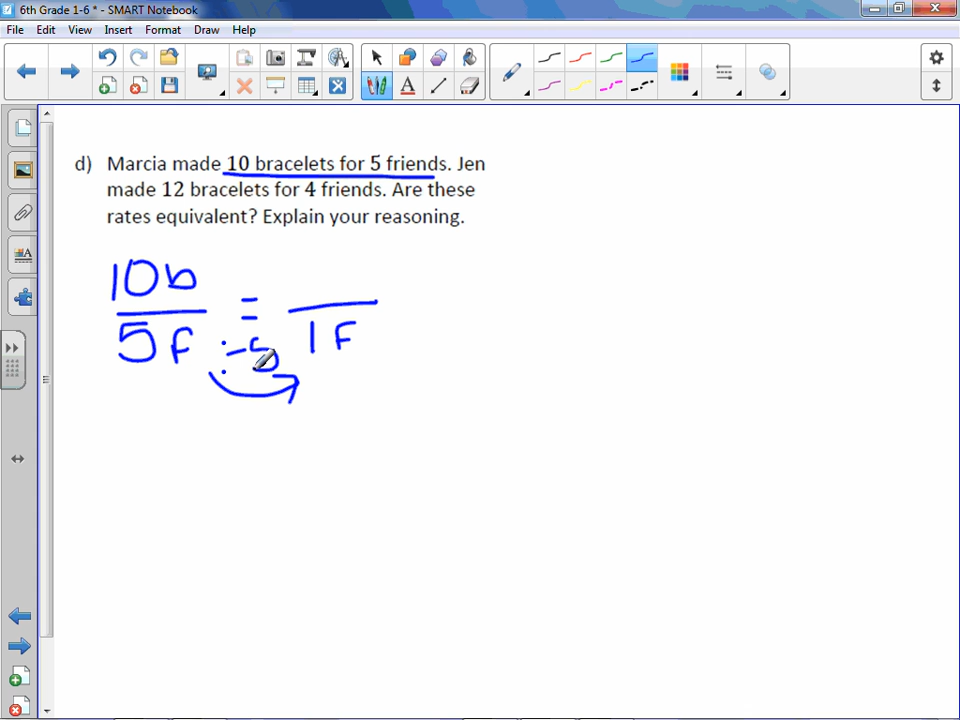 6th Grade 1-6 * - SMART Notebook
File Edit View Insert Format Draw Help
d) Marcia made 10 bracelets for 5 friends. Jen
made 12 bracelets for 4 friends. Are these
rates equivalent? Explain your reasoning.
10b
=
5f ÷5 1f